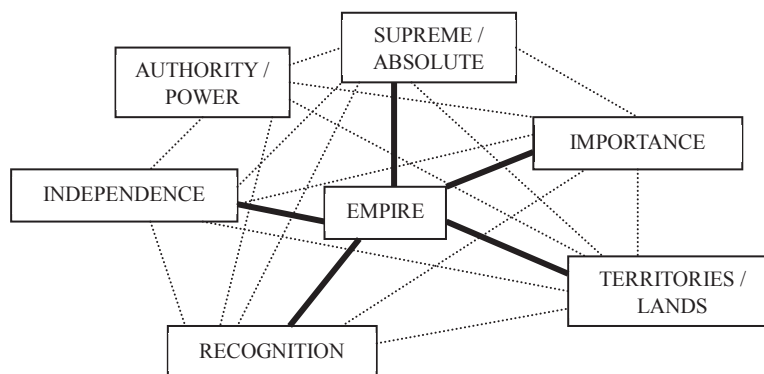 SUPREME /
ABSOLUTE
AUTHORITY /
POWER
IMPORTANCE
INDEPENDENCE
EMPIRE
TERRITORIES /
LANDS
RECOGNITION